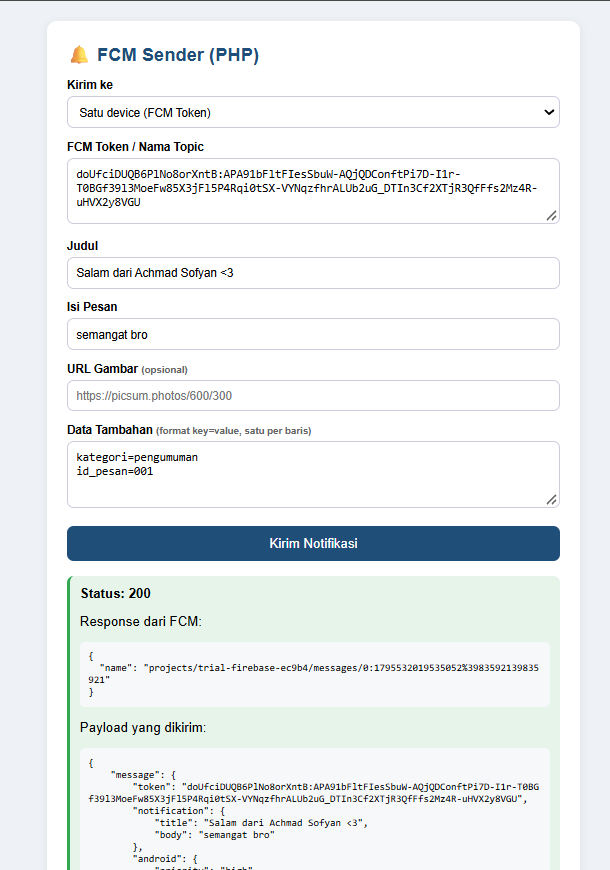 🔔 FCM Sender (PHP)
Kirim ke
Satu device (FCM Token)
FCM Token / Nama Topic
doUfciDUQB6PlNo8orXntB:APA91bFltFIesSbuW-AQjQDConftPi7D-I1r-
T0BGf39l3MoeFw85X3jFl5P4Rqi0tSX-VYNqzfhrALUb2uG_DTIn3Cf2XTjR3QfFfs2Mz4R-
uHVX2y8VGU
Judul
Salam dari Achmad Sofyan <3
Isi Pesan
semangat bro
URL Gambar (opsional)
https://picsum.photos/600/300
Data Tambahan (format key=value, satu per baris)
kategori=pengumuman
id_pesan=001
Kirim Notifikasi
Status: 200
Response dari FCM:
{
"name": "projects/trial-firebase-ec9b4/messages/0:1795532019535052%3983592139835
921"
}
Payload yang dikirim:
{
"message": {
"token": "doUfciDUQB6PlNo8orXntB:APA91bFltFIesSbuW-AQjQDConftPi7D-I1r-T0BG
f39l3MoeFw85X3jFl5P4Rqi0tSX-VYNqzfhrALUb2uG_DTIn3Cf2XTjR3QfFfs2Mz4R-uHVX2y8VGU",
"notification": {
"title": "Salam dari Achmad Sofyan <3",
"body": "semangat bro"
},
"android": {
"priority": "high"